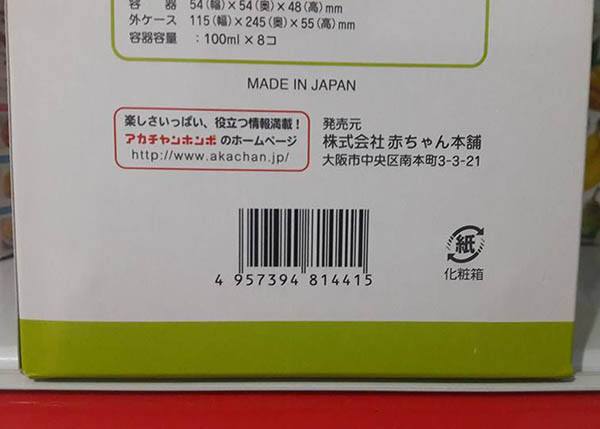 容 器 54(幅)×54(奥)×48(高)mm
外ケース 115(幅)×245(奥)×55(高)mm
容器容量 :100ml×8コ
MADE IN JAPAN
楽しさいっぱい、役立つ情報満載!
アカチャンホンポのホームページ
http://www.akachan.jp/
発売元
株式会社 赤ちゃん本舗
大阪市中央区南本町3-3-21
4 957394 814415
紙
化粧箱